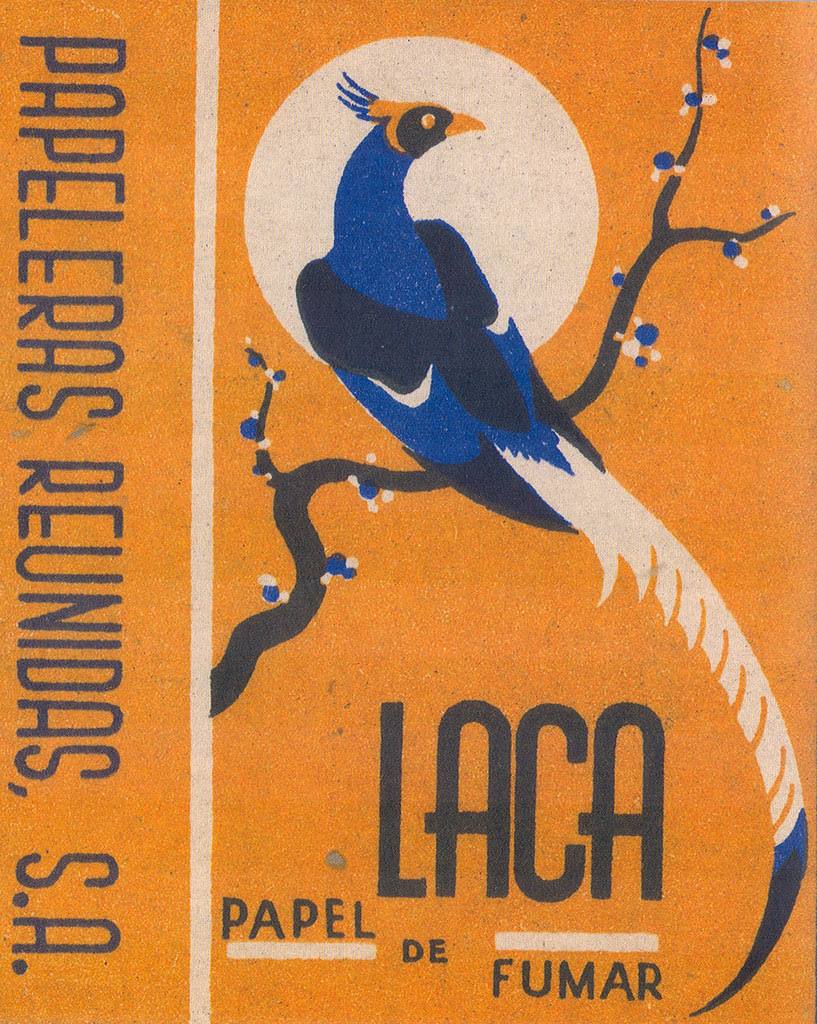 PAPELERAS REUNIDAS, S.A.
LACA
PAPEL
DE
FUMAR